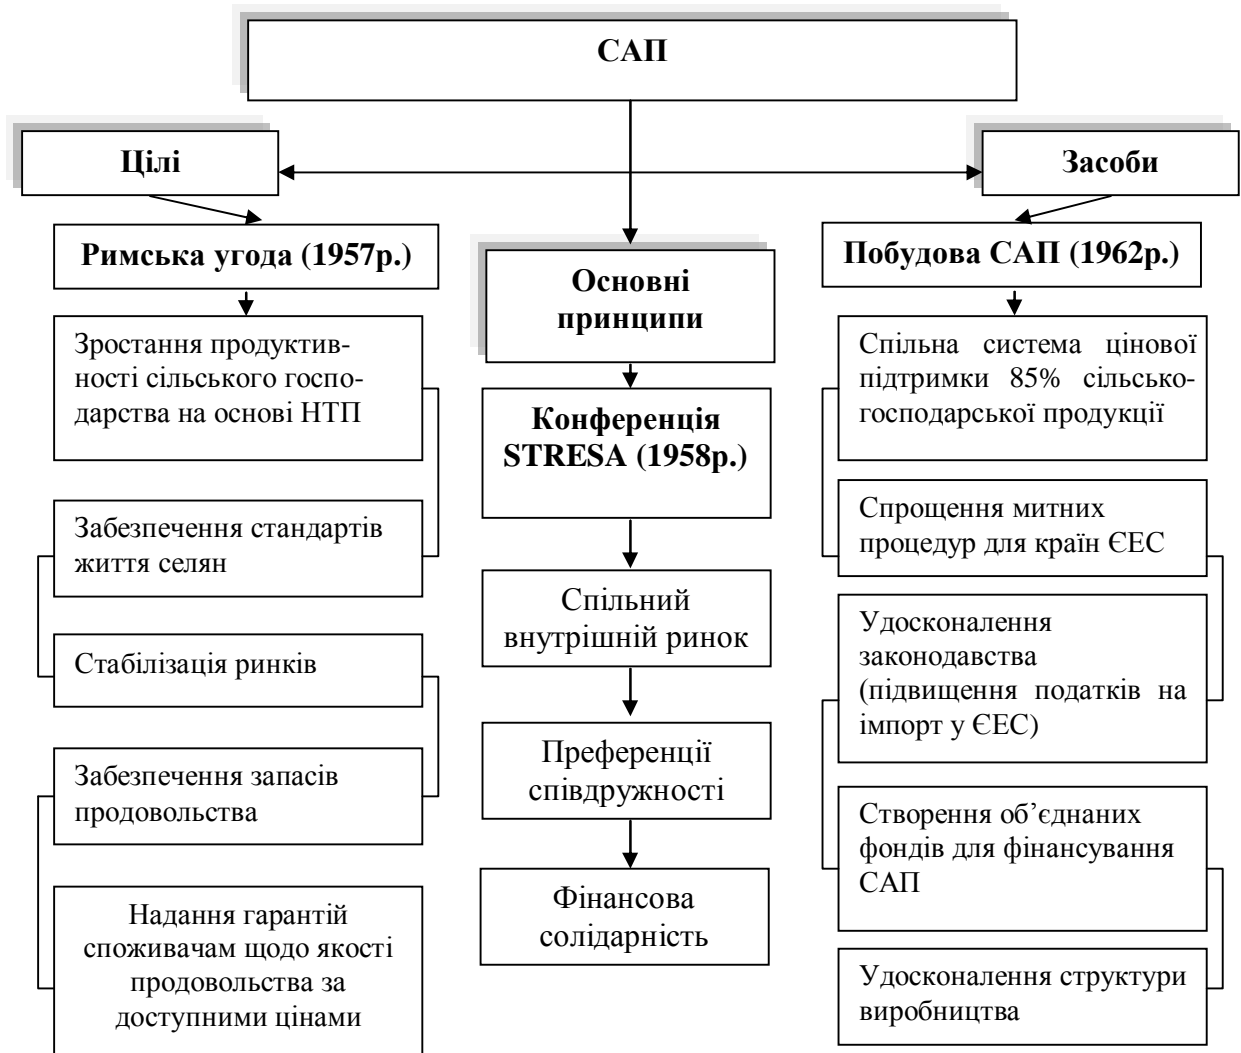 САП
Цілі
Засоби
Римська угода (1957р.)
Зростання продуктив-
ності сільського госпо-
дарства на основі НТП
Забезпечення стандартів
життя селян
Стабілізація ринків
Забезпечення запасів
продовольства
Надання гарантій
споживачам щодо якості
продовольства за
доступними цінами
Основні
принципи
Конференція
STRESA (1958р.)
Спільний
внутрішній ринок
Преференції
співдружності
Фінансова
солідарність
Побудова САП (1962р.)
Спільна система цінової
підтримки 85% сільсько-
господарської продукції
Спрощення митних
процедур для країн ЄЕС
Удосконалення
законодавства
(підвищення податків на
імпорт у ЄЕС)
Створення об’єднаних
фондів для фінансування
САП
Удосконалення структури
виробництва